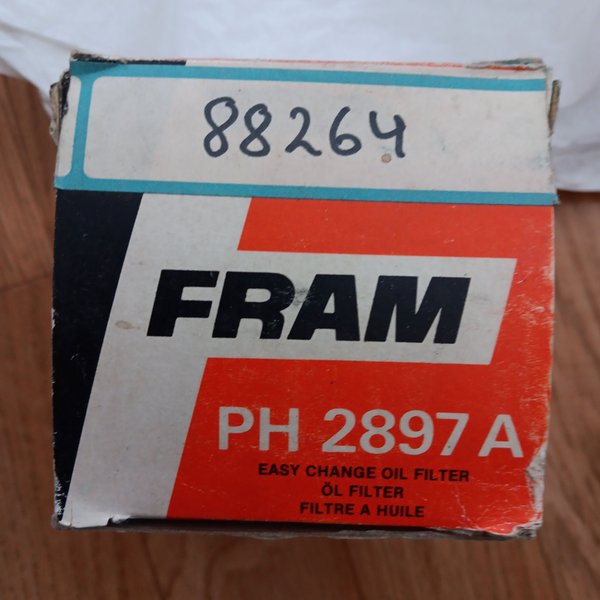 88264
FRAM
PH 2897 A
EASY CHANGE OIL FILTER
ÖL FILTER
FILTRE A HUILE